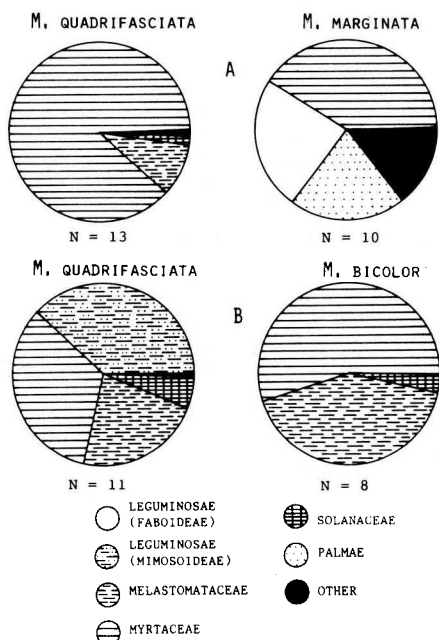 M. QUADRIFASCIATA
M. MARGINATA
A
N = 13
N = 10
M. QUADRIFASCIATA
M. BICOLOR
B
N = 11
N = 8
LEGUMINOSAE
(FABOIDEAE)
LEGUMINOSAE
(MIMOSOIDEAE)
MELASTOMATACEAE
MYRTACEAE
SOLANACEAE
PALMAE
OTHER